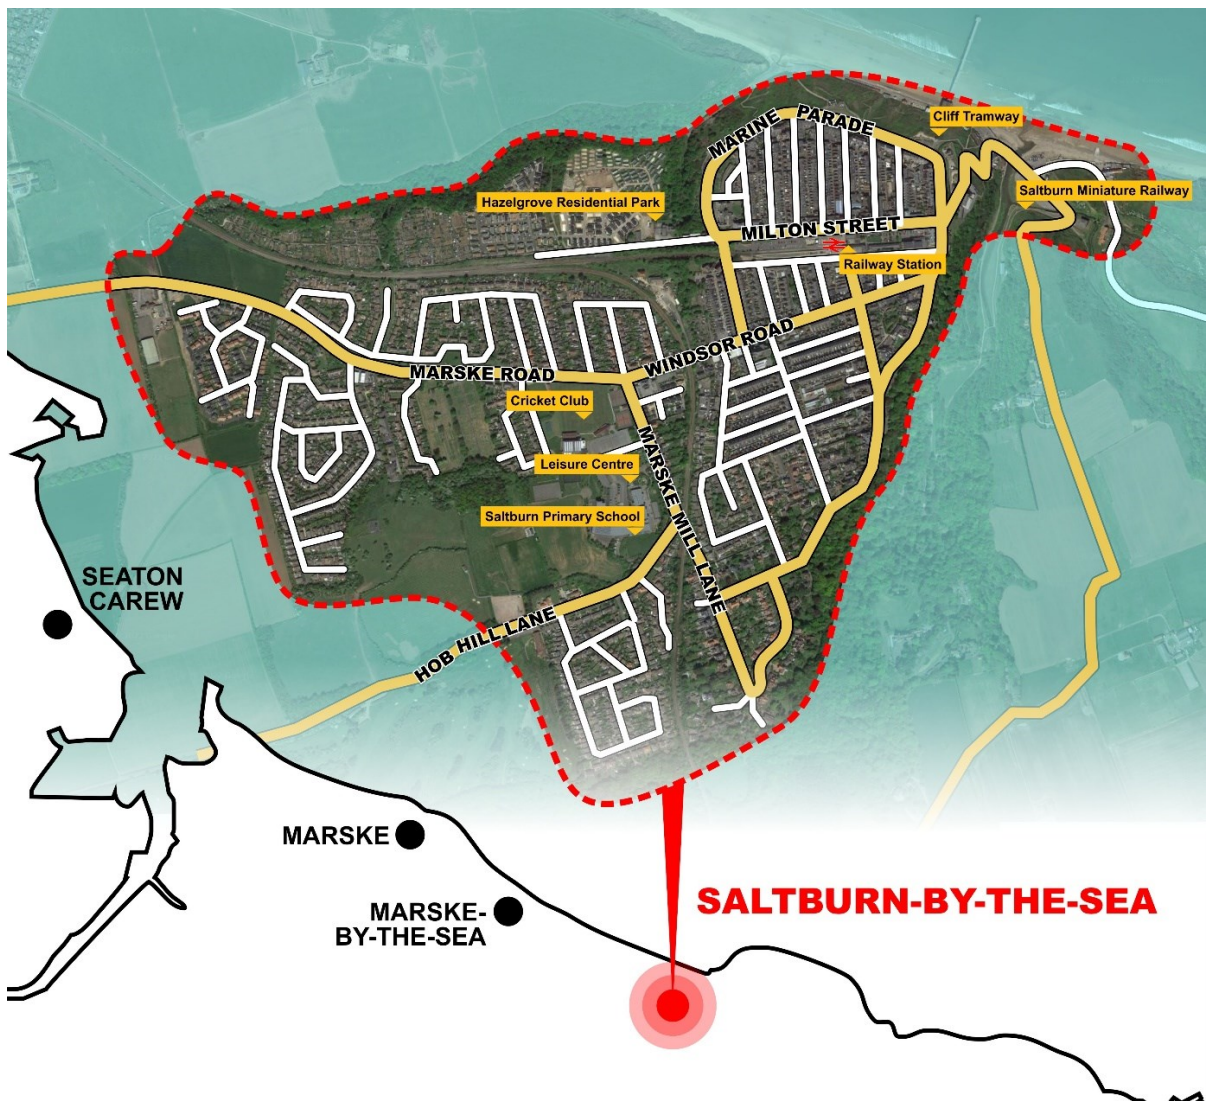 Cliff Tramway
MARINE PARADE
Saltburn Miniature Railway
Hazelgrove Residential Park
MILTON STREET
Railway Station
WINDSOR ROAD
MARSKE ROAD
Cricket Club
MARSKE MILL LANE
Leisure Centre
Saltburn Primary School
HOB HILL LANE
SEATON
CAREW
MARSKE
SALTBURN-BY-THE-SEA
MARSKE-
BY-THE-SEA